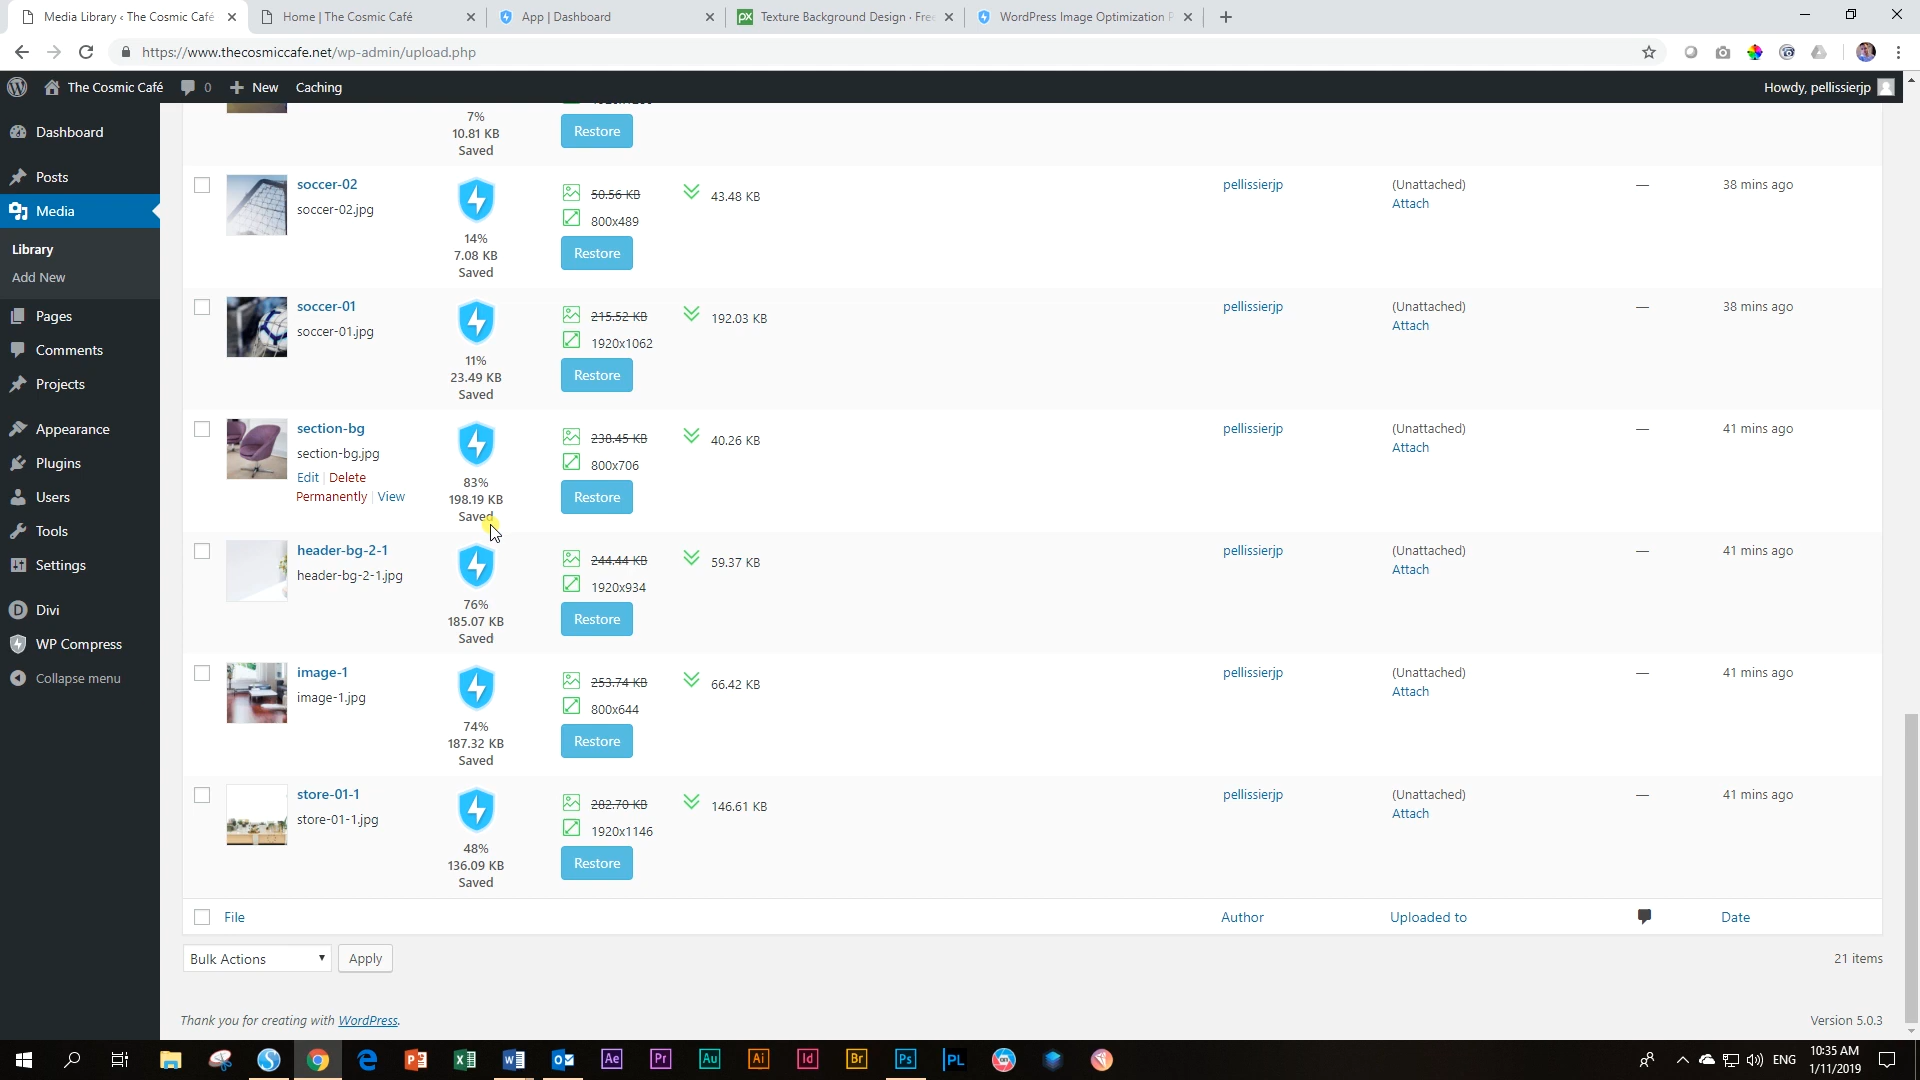 Media Library ‹ The Cosmic Café
Home | The Cosmic Café
App | Dashboard
Texture Background Design · Free
WordPress Image Optimization P
https://www.thecosmiccafe.net/wp-admin/upload.php
The Cosmic Café
0
New
Caching
Howdy, pellissierjp
Dashboard
Posts
Media
Library
Add New
Pages
Comments
Projects
Appearance
Plugins
Users
Tools
Settings
Divi
WP Compress
Collapse menu
7%
10.81 KB
Saved
Restore
soccer-02
soccer-02.jpg
14%
7.08 KB
Saved
50.56 KB
43.48 KB
800x489
Restore
pellissierjp
(Unattached)
Attach
—
38 mins ago
soccer-01
soccer-01.jpg
11%
23.49 KB
Saved
215.52 KB
192.03 KB
1920x1062
Restore
pellissierjp
(Unattached)
Attach
—
38 mins ago
section-bg
section-bg.jpg
Edit | Delete
Permanently | View
83%
198.19 KB
Saved
238.45 KB
40.26 KB
800x706
Restore
pellissierjp
(Unattached)
Attach
—
41 mins ago
header-bg-2-1
header-bg-2-1.jpg
76%
185.07 KB
Saved
244.44 KB
59.37 KB
1920x934
Restore
pellissierjp
(Unattached)
Attach
—
41 mins ago
image-1
image-1.jpg
74%
187.32 KB
Saved
253.74 KB
66.42 KB
800x644
Restore
pellissierjp
(Unattached)
Attach
—
41 mins ago
store-01-1
store-01-1.jpg
48%
136.09 KB
Saved
282.70 KB
146.61 KB
1920x1146
Restore
pellissierjp
(Unattached)
Attach
—
41 mins ago
File
Author
Uploaded to
Date
Bulk Actions
Apply
21 items
Thank you for creating with WordPress.
Version 5.0.3
Ae
Pr
Au
Ai
Id
Br
Ps
PL
ENG
10:35 AM
1/11/2019